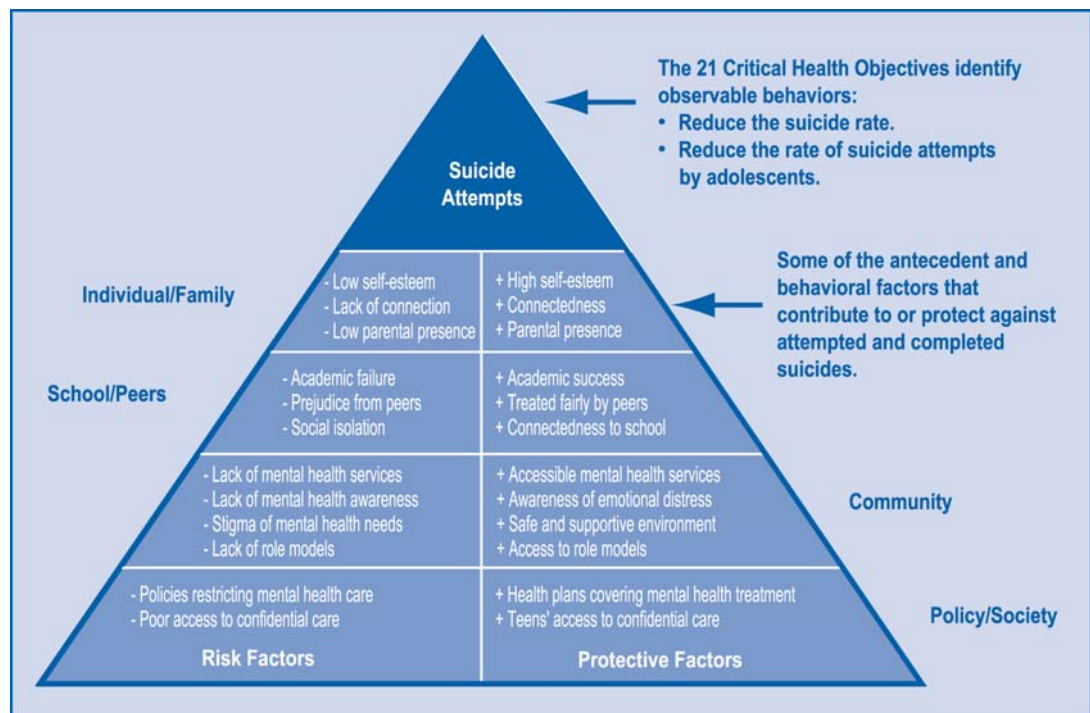 The 21 Critical Health Objectives identify
observable behaviors:
• Reduce the suicide rate.
• Reduce the rate of suicide attempts
by adolescents.
Suicide
Attempts
Some of the antecedent and
behavioral factors that
contribute to or protect against
attempted and completed
suicides.
Individual/Family
- Low self-esteem
- Lack of connection
- Low parental presence
+ High self-esteem
+ Connectedness
+ Parental presence
School/Peers
- Academic failure
- Prejudice from peers
- Social isolation
+ Academic success
+ Treated fairly by peers
+ Connectedness to school
- Lack of mental health services
- Lack of mental health awareness
- Stigma of mental health needs
- Lack of role models
+ Accessible mental health services
+ Awareness of emotional distress
+ Safe and supportive environment
+ Access to role models
Community
- Policies restricting mental health care
- Poor access to confidential care
+ Health plans covering mental health treatment
+ Teens' access to confidential care
Policy/Society
Risk Factors
Protective Factors